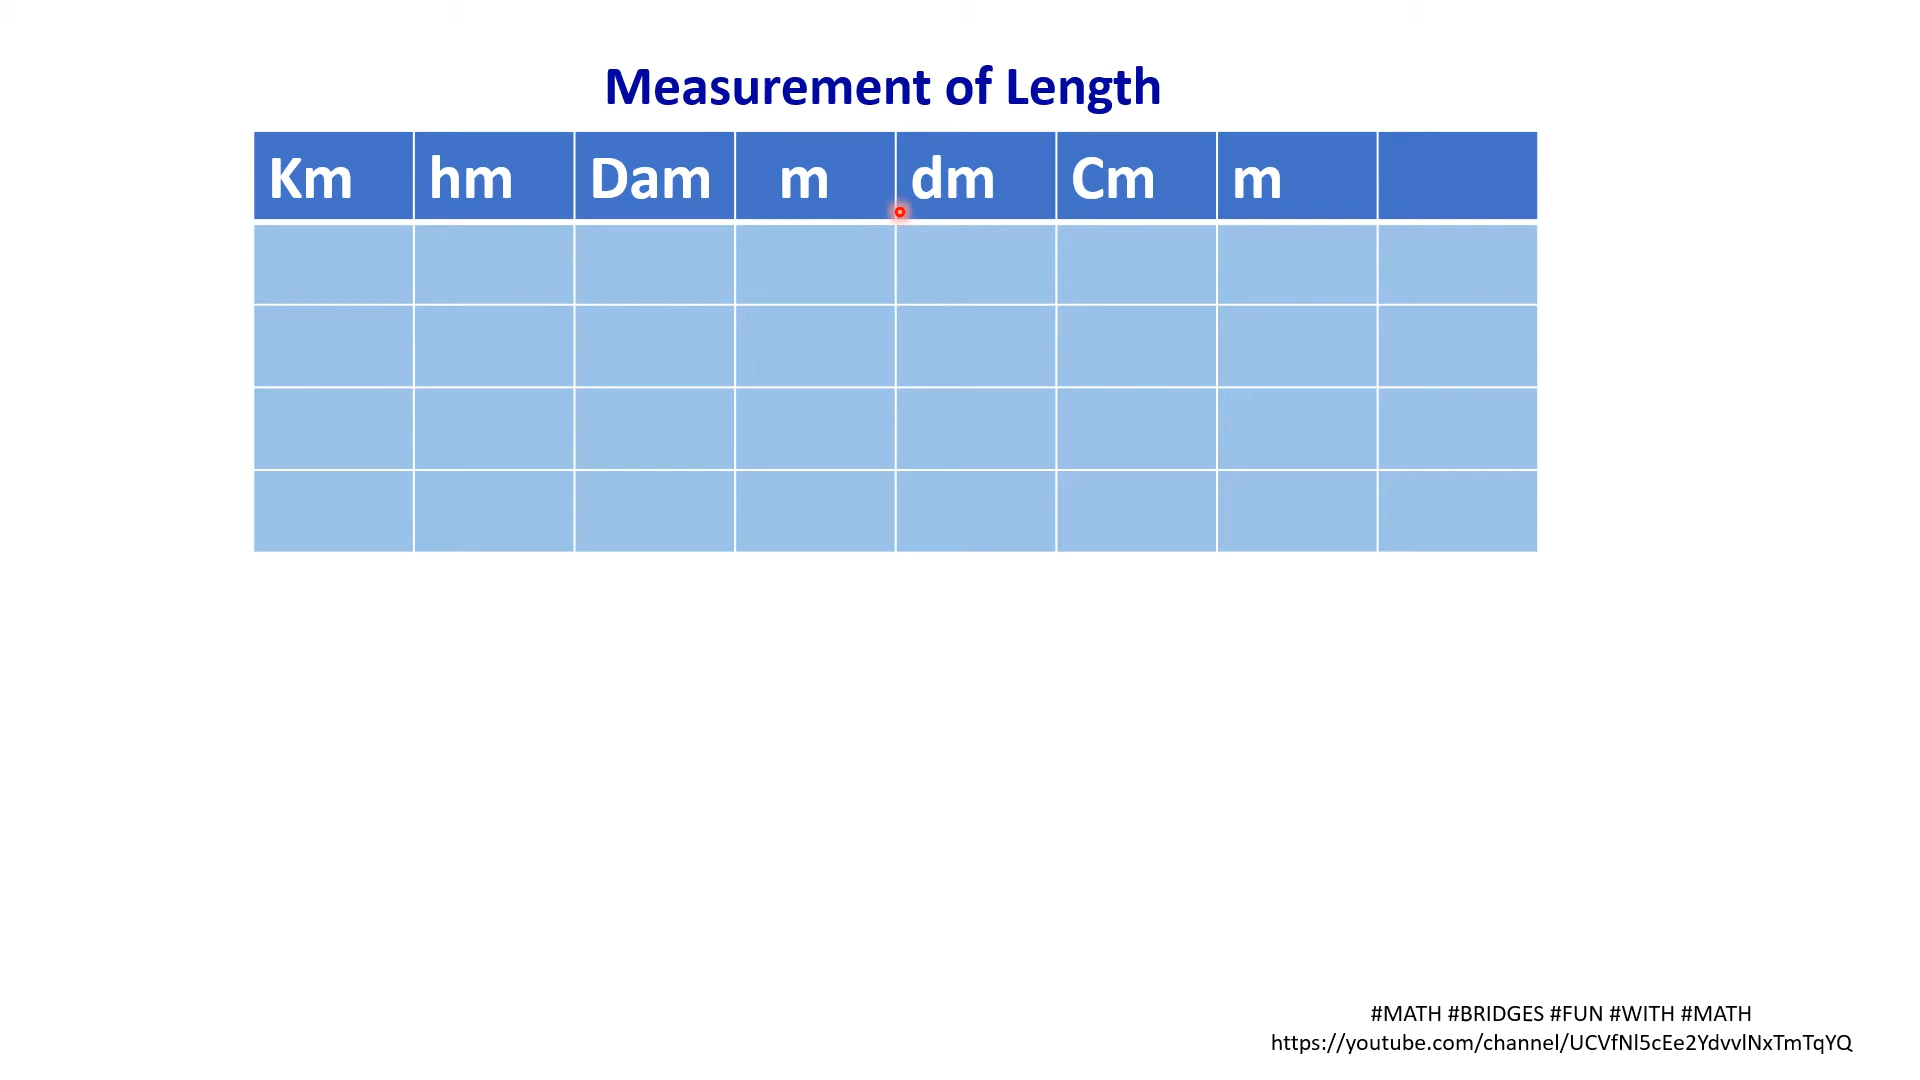 Measurement of Length
Km hm Dam m dm Cm m
#MATH #BRIDGES #FUN #WITH #MATH
https://youtube.com/channel/UCVfNl5cEe2YdvvlNxTmTqYQ